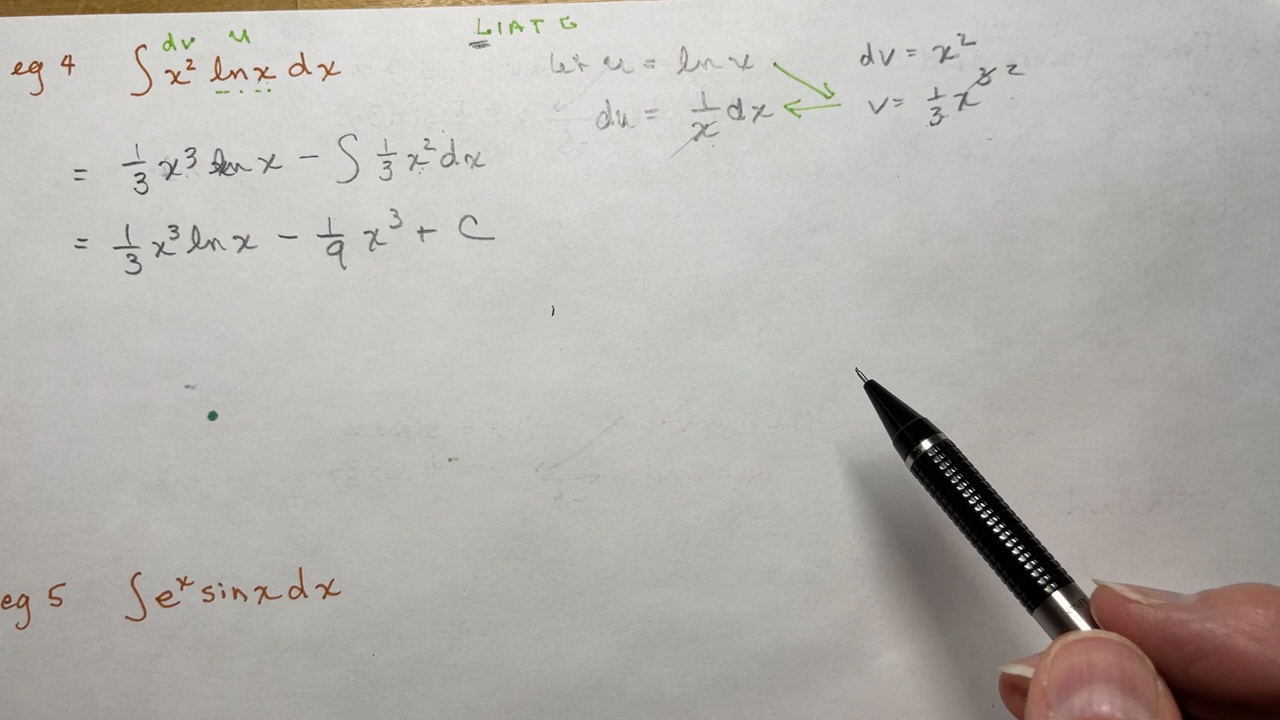 dv u LIATE
eg 4 ∫ x² ln x dx
let u = ln x dv = x²
du = 1/x dx v = 1/3 x³ ²
= 1/3 x³ ln x − ∫ 1/3 x² dx
= 1/3 x³ ln x − 1/9 x³ + C
eg 5 ∫ eˣ sin x dx